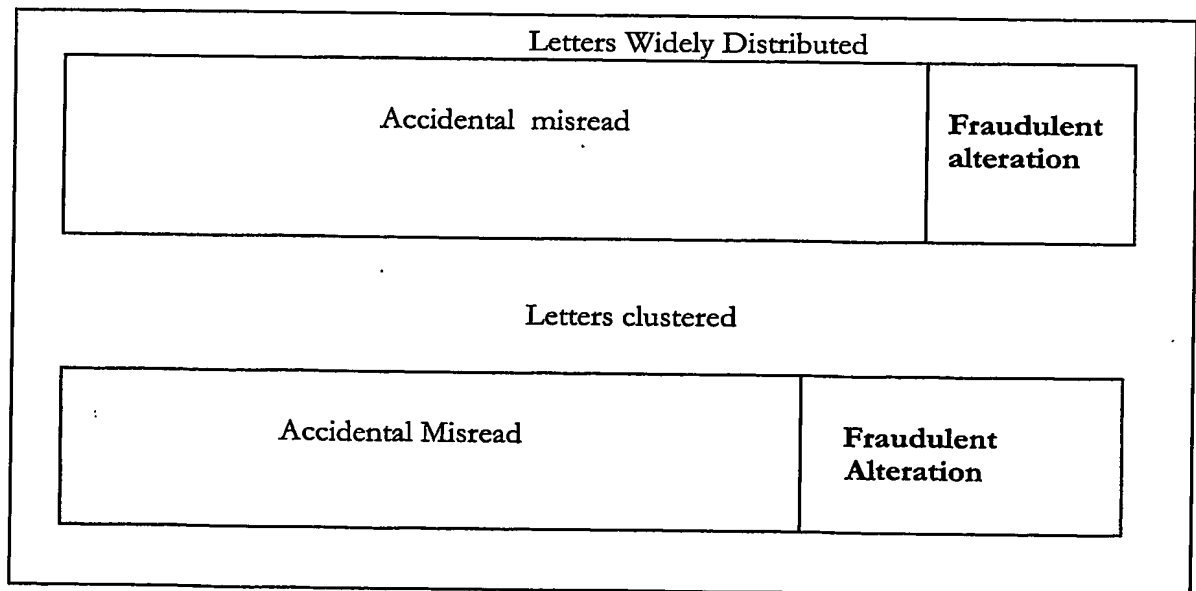 Letters Widely Distributed
Accidental misread
Fraudulent
alteration
Letters clustered
Accidental Misread
Fraudulent
Alteration